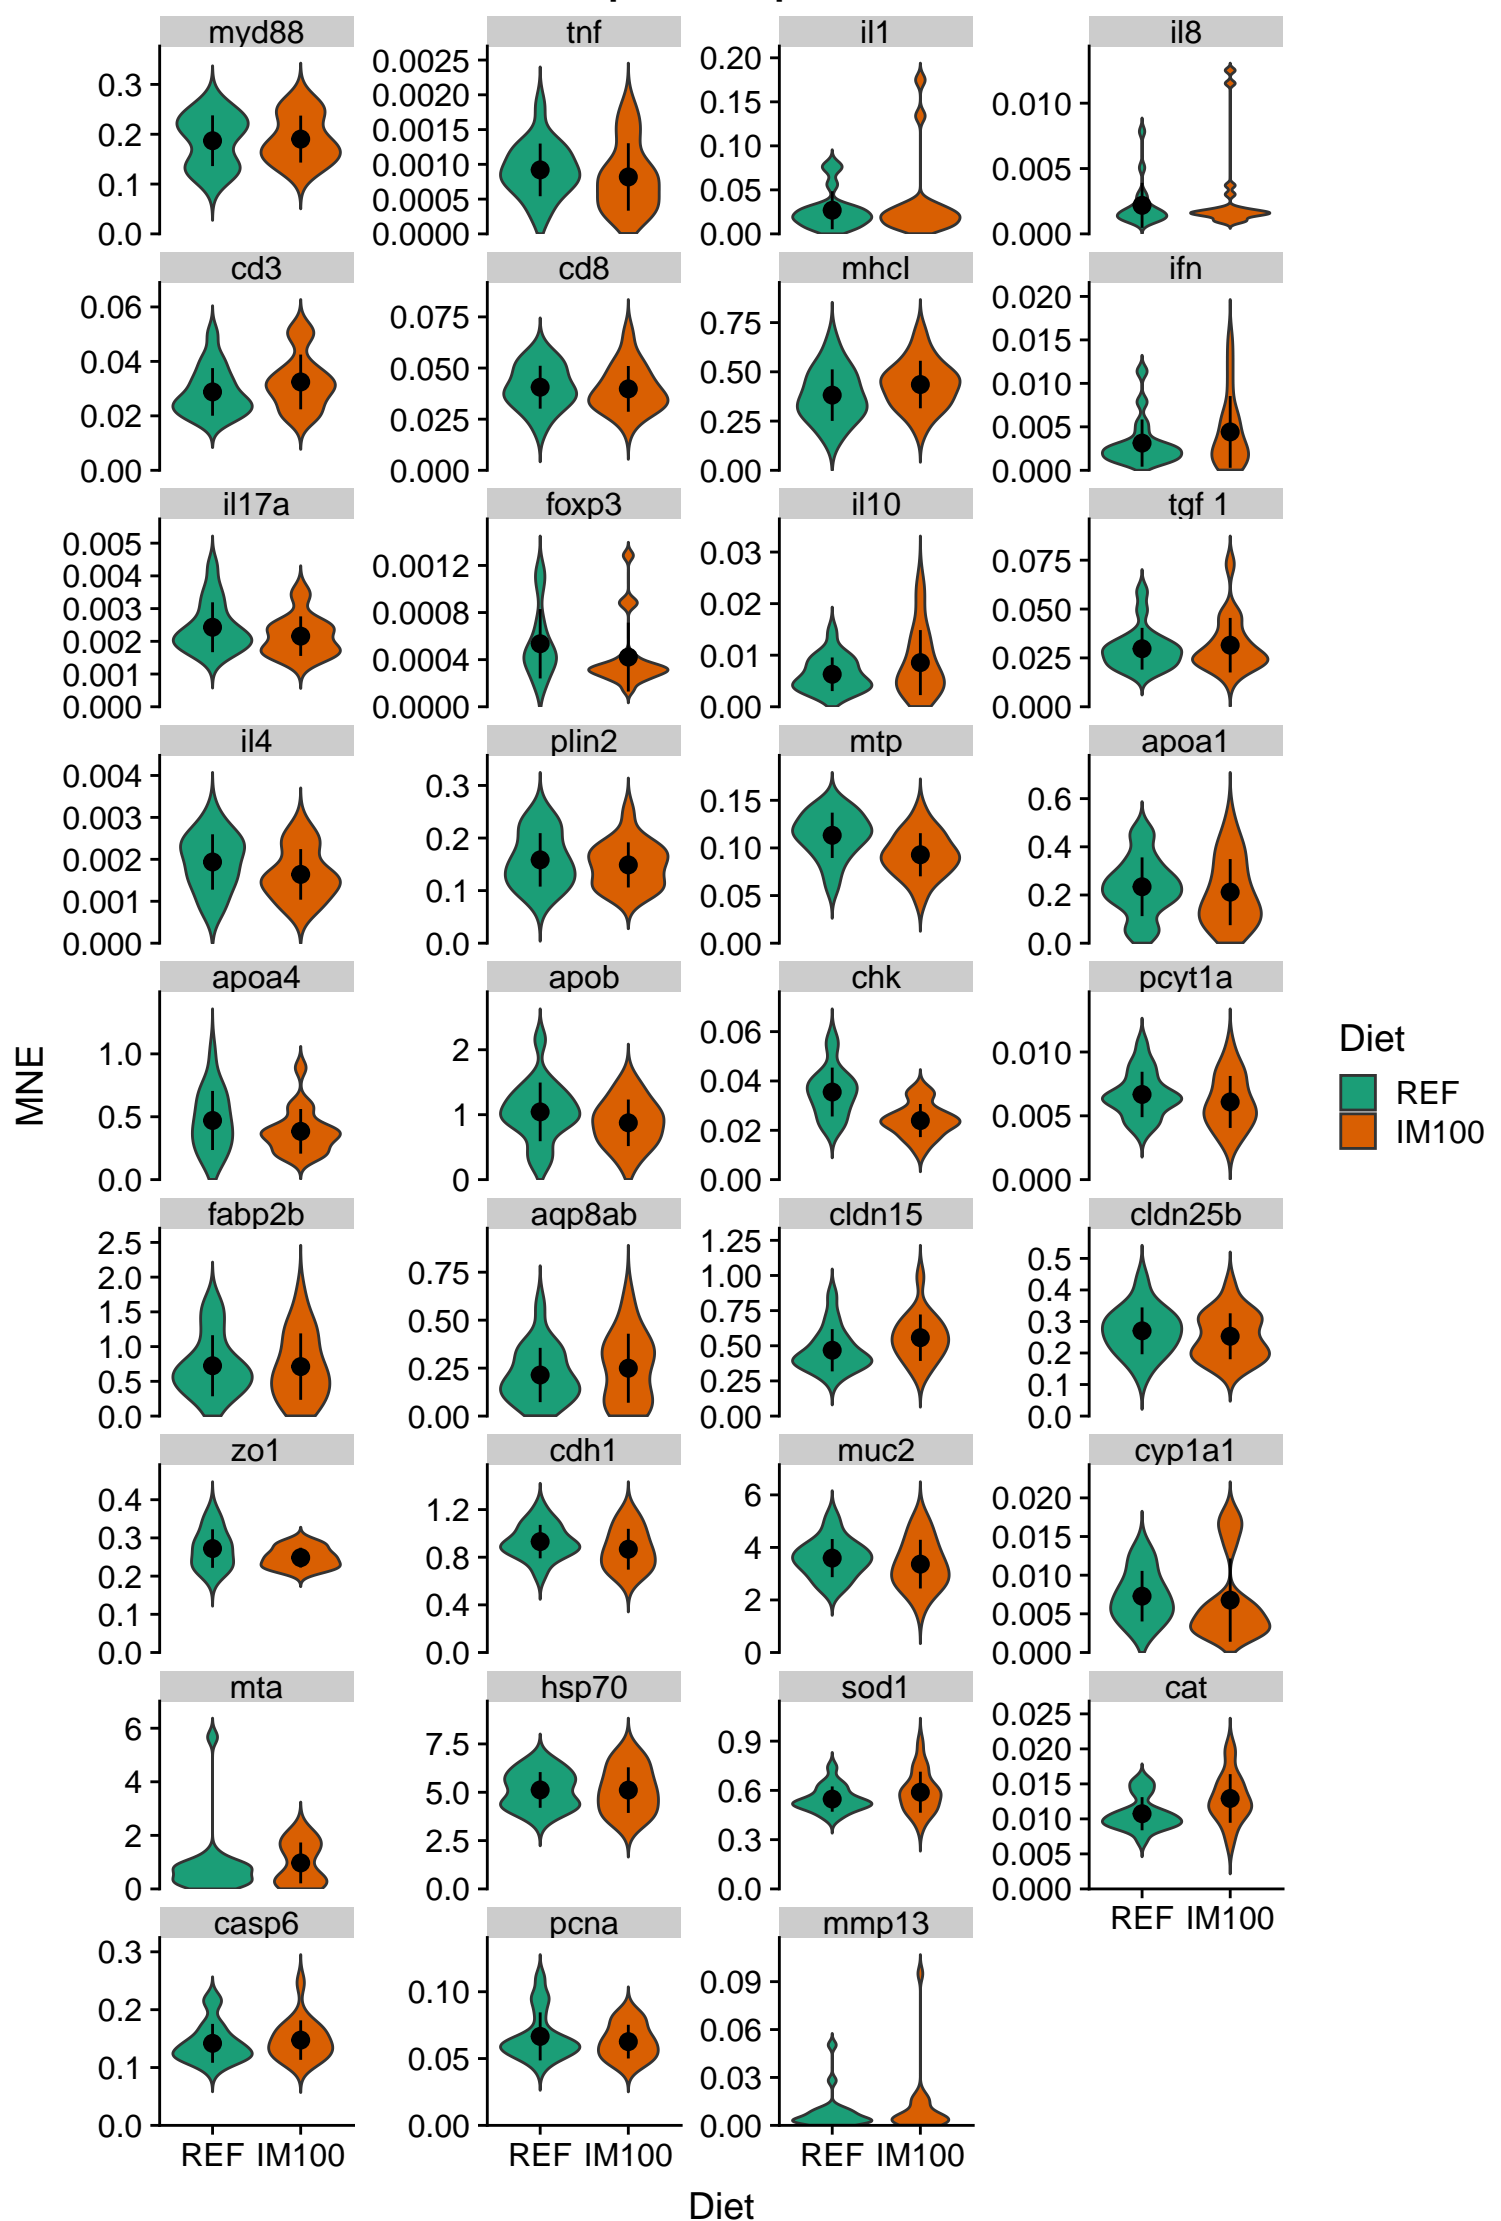 myd88 tnf il1 il8
0.3 0.2 0.1 0.0
0.0025 0.0020 0.0015 0.0010 0.0005 0.0000
0.20 0.15 0.10 0.05 0.00
0.010 0.005 0.000
cd3 cd8 mhcI ifn
0.06 0.04 0.02 0.00
0.075 0.050 0.025 0.000
0.75 0.50 0.25 0.00
0.020 0.015 0.010 0.005 0.000
il17a foxp3 il10 tgf 1
0.005 0.004 0.003 0.002 0.001 0.000
0.0012 0.0008 0.0004 0.0000
0.03 0.02 0.01 0.00
0.075 0.050 0.025 0.000
il4 plin2 mtp apoa1
0.004 0.003 0.002 0.001 0.000
0.3 0.2 0.1 0.0
0.15 0.10 0.05 0.00
0.6 0.4 0.2 0.0
apoa4 apob chk pcyt1a
1.0 0.5 0.0
2 1 0
0.06 0.04 0.02 0.00
0.010 0.005 0.000
fabp2b aqp8ab cldn15 cldn25b
2.5 2.0 1.5 1.0 0.5 0.0
0.75 0.50 0.25 0.00
1.25 1.00 0.75 0.50 0.25 0.00
0.5 0.4 0.3 0.2 0.1 0.0
zo1 cdh1 muc2 cyp1a1
0.4 0.3 0.2 0.1 0.0
1.2 0.8 0.4 0.0
6 4 2 0
0.020 0.015 0.010 0.005 0.000
mta hsp70 sod1 cat
6 4 2 0
7.5 5.0 2.5 0.0
0.9 0.6 0.3 0.0
0.025 0.020 0.015 0.010 0.005 0.000
REF IM100
casp6 pcna mmp13
0.3 0.2 0.1 0.0
0.10 0.05 0.00
0.09 0.06 0.03 0.00
REF IM100 REF IM100 REF IM100
Diet
MNE
Diet
REF
IM100